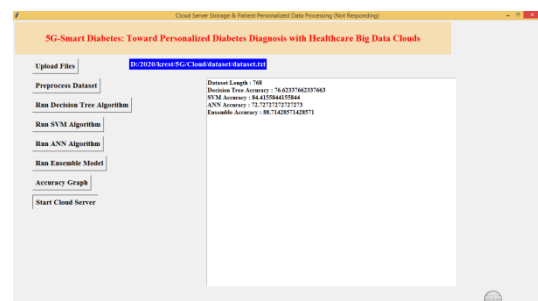 Cloud Server Storage & Patient Personalized Data Processing (Not Responding)
5G-Smart Diabetes: Toward Personalized Diabetes Diagnosis with Healthcare Big Data Clouds
Upload Files
D:/2020/krest/5G/Cloud/dataset/dataset.txt
Preprocess Dataset
Run Decision Tree Algorithm
Run SVM Algorithm
Run ANN Algorithm
Run Ensemble Model
Accuracy Graph
Start Cloud Server
Dataset Length : 768
Decision Tree Accuracy : 76.62337662337663
SVM Accuracy : 84.4155844155844
ANN Accuracy : 72.72727272727273
Ensemble Accuracy : 88.71428571428571